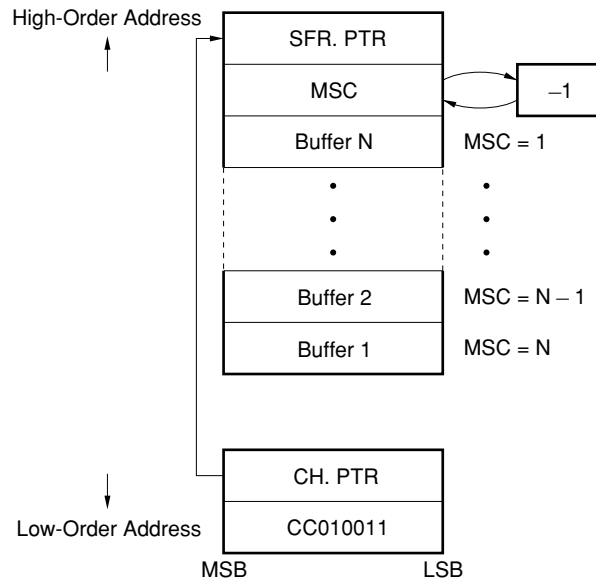 High-Order Address
SFR. PTR
MSC
−1
Buffer N MSC = 1
Buffer 2 MSC = N − 1
Buffer 1 MSC = N
CH. PTR
Low-Order Address CC010011
MSB LSB